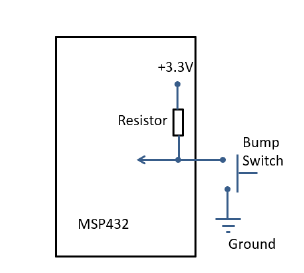 +3.3V
Resistor
Bump
Switch
MSP432
Ground